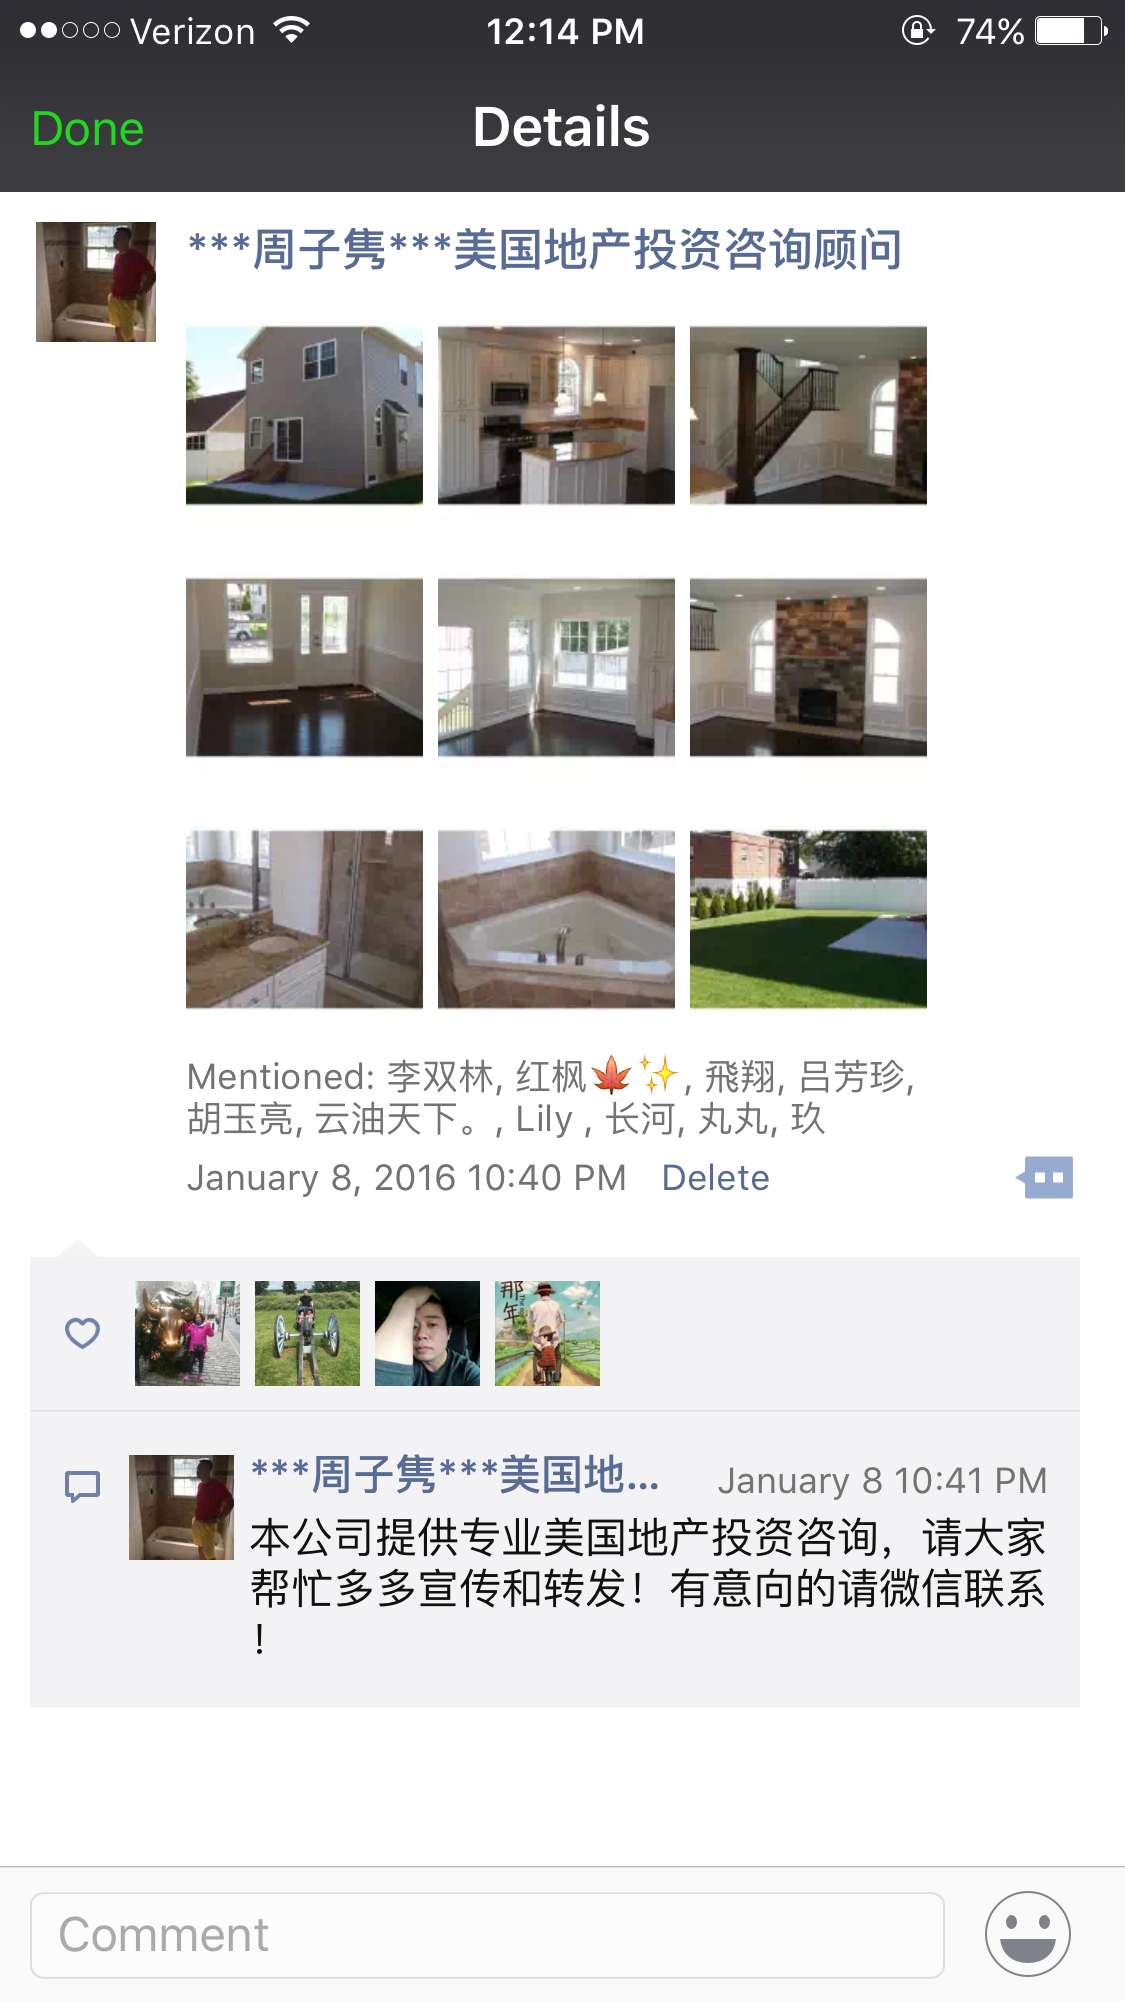 Verizon 12:14 PM 74%
Done Details
***周子隽***美国地产投资咨询顾问
Mentioned: 李双林, 红枫🍁✨, 飛翔, 吕芳珍,
胡玉亮, 云油天下。, Lily , 长河, 丸丸, 玖
January 8, 2016 10:40 PM Delete
那年
***周子隽***美国地... January 8 10:41 PM
本公司提供专业美国地产投资咨询，请大家
帮忙多多宣传和转发！有意向的请微信联系
！
Comment